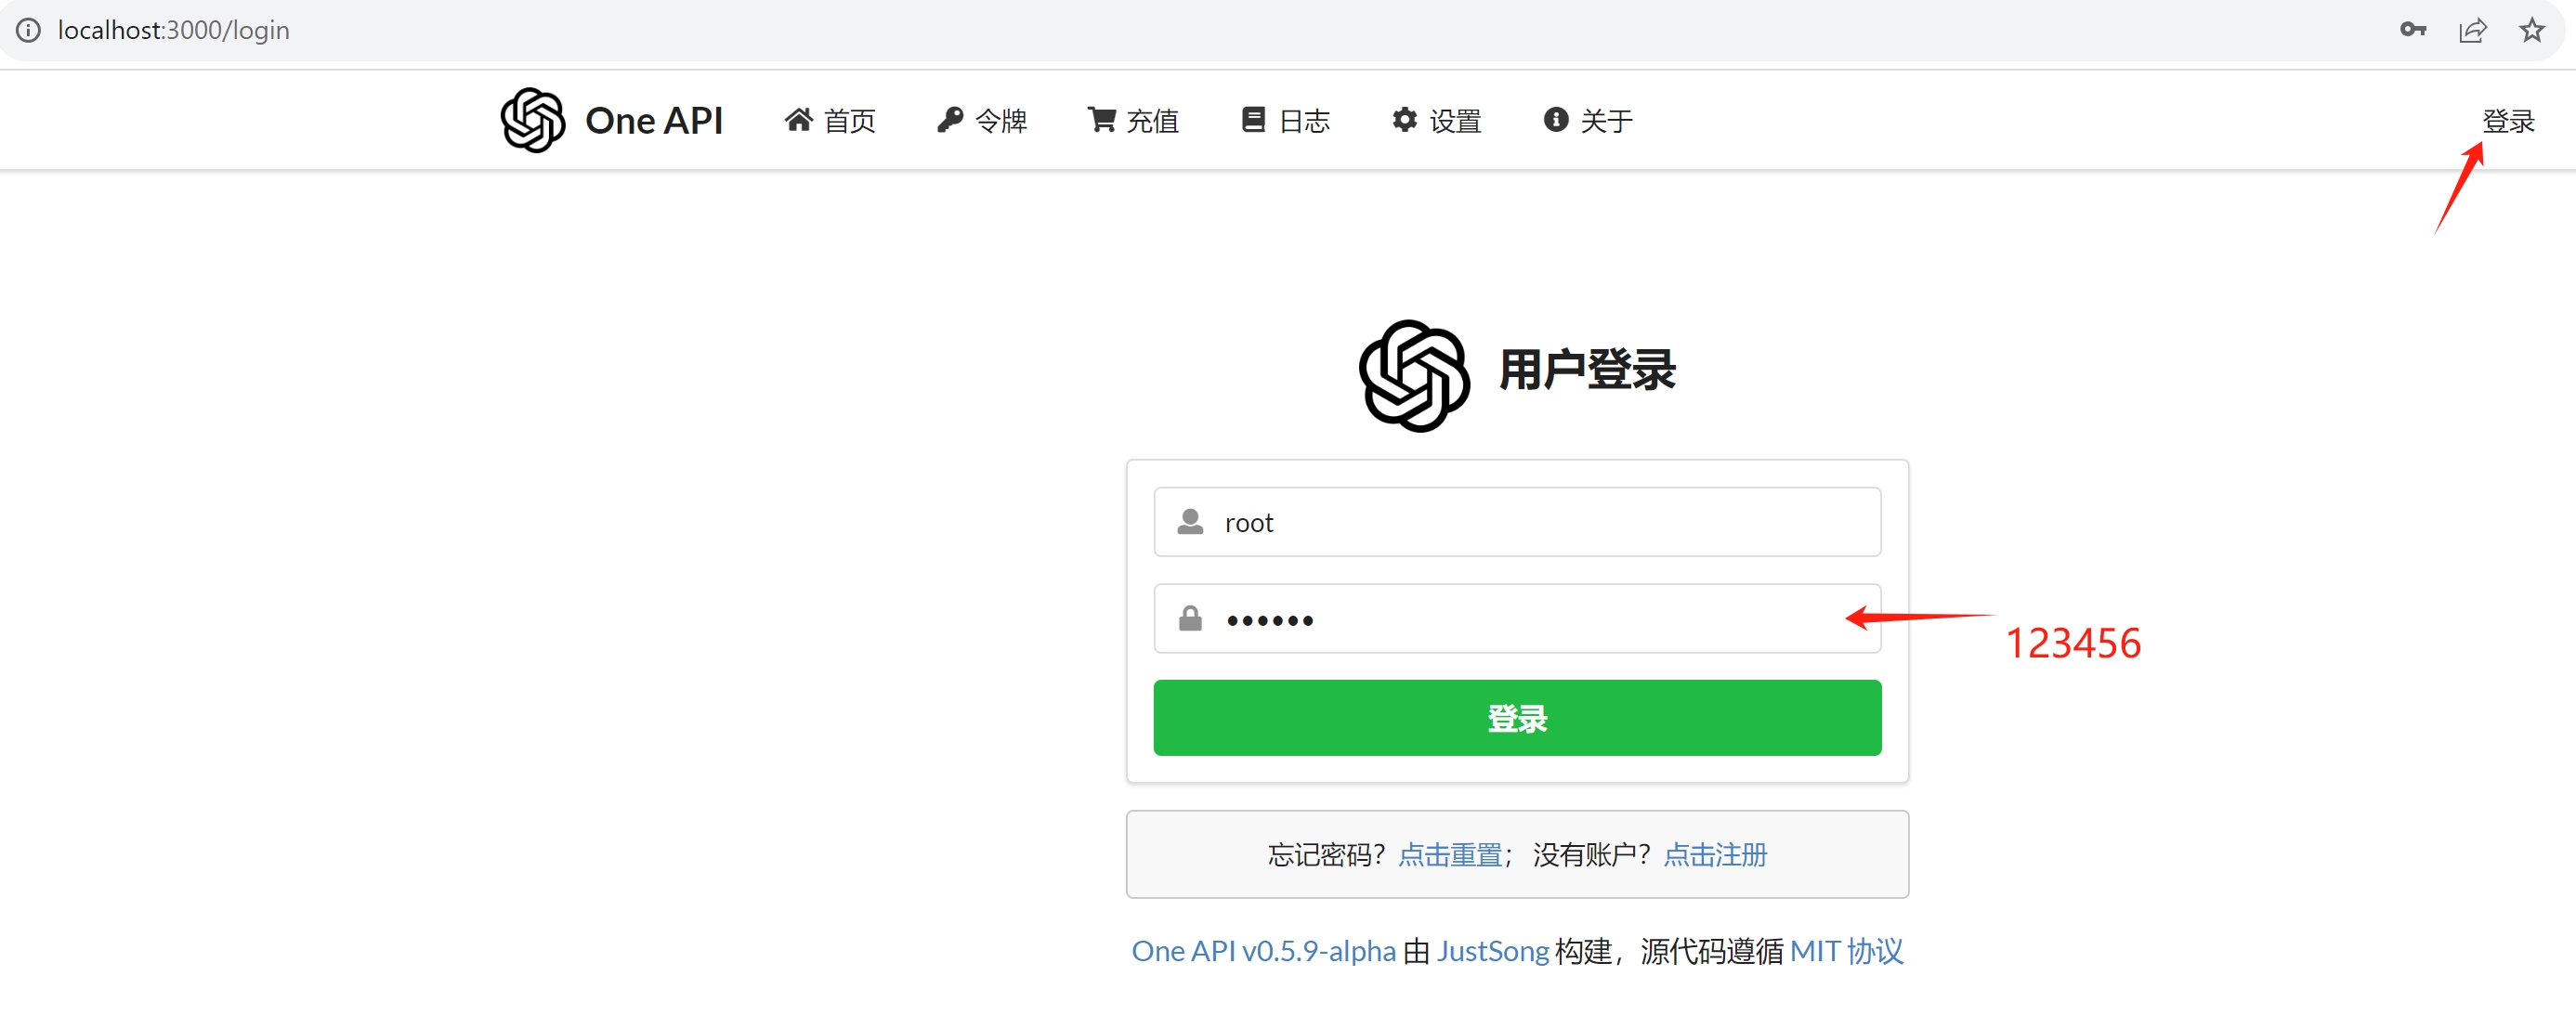 localhost:3000/login
One API 首页 令牌 充值 日志 设置 关于 登录
用户登录
root
••••••
123456
登录
忘记密码？点击重置； 没有账户？点击注册
One API v0.5.9-alpha 由 JustSong 构建，源代码遵循 MIT 协议